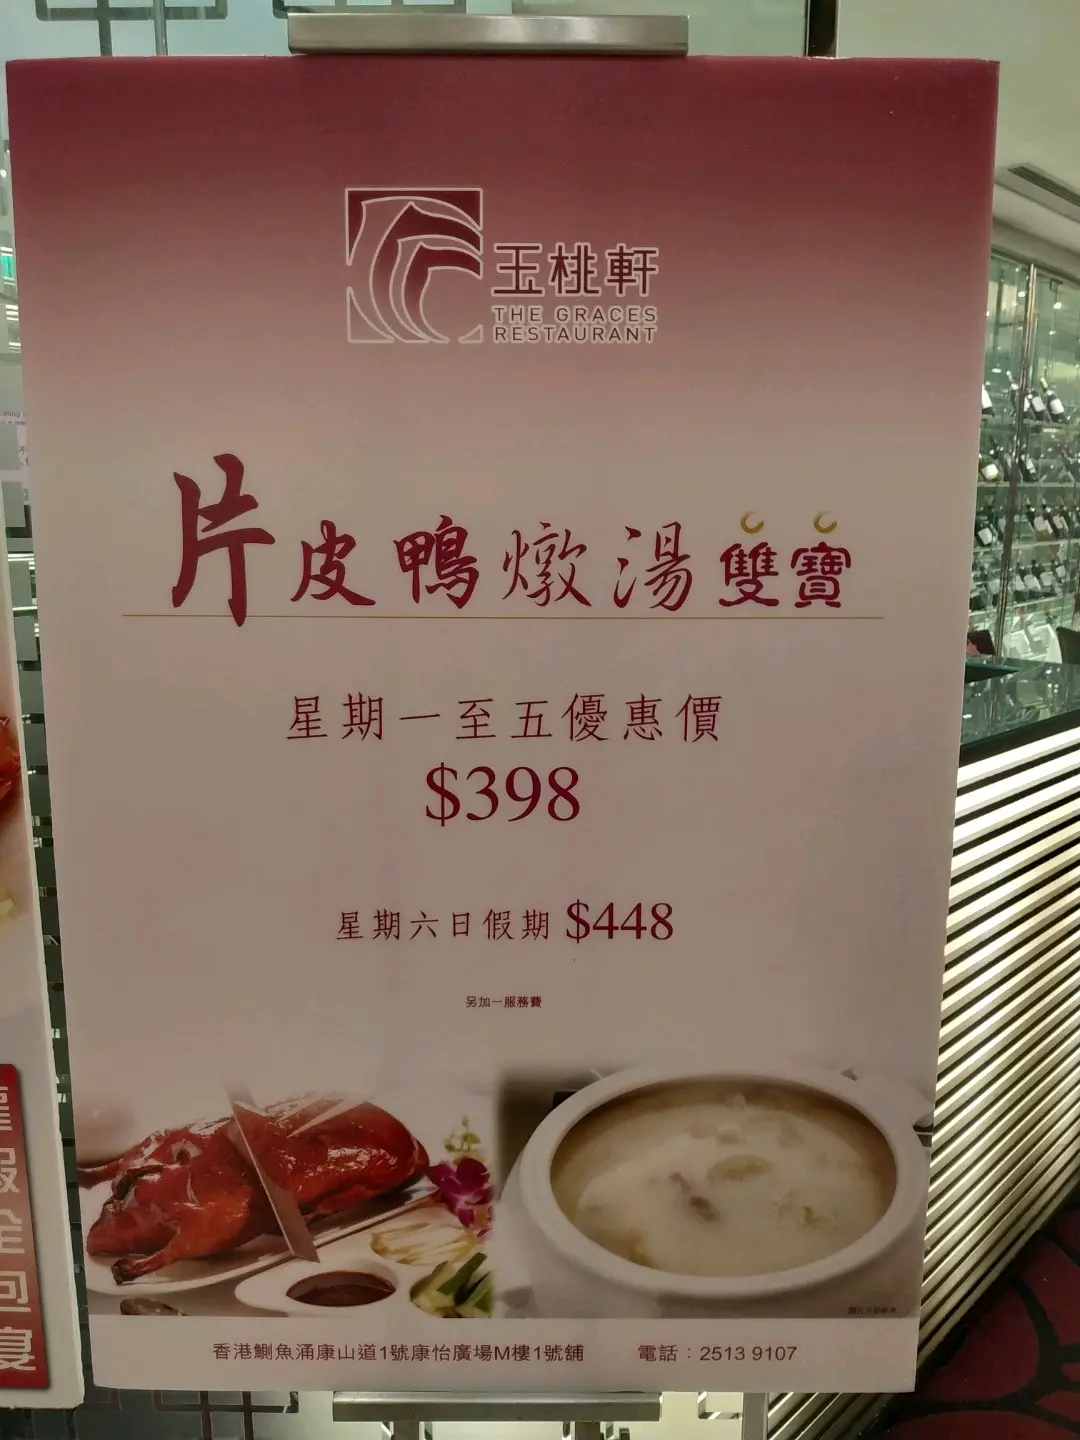 玉桃軒
THE GRACES
RESTAURANT
片皮鴨燉湯雙寶
星期一至五優惠價
$398
星期六日假期 $448
另加一服務費
香港鰂魚涌康山道1號康怡廣場M樓1號舖 電話：2513 9107
全回宴